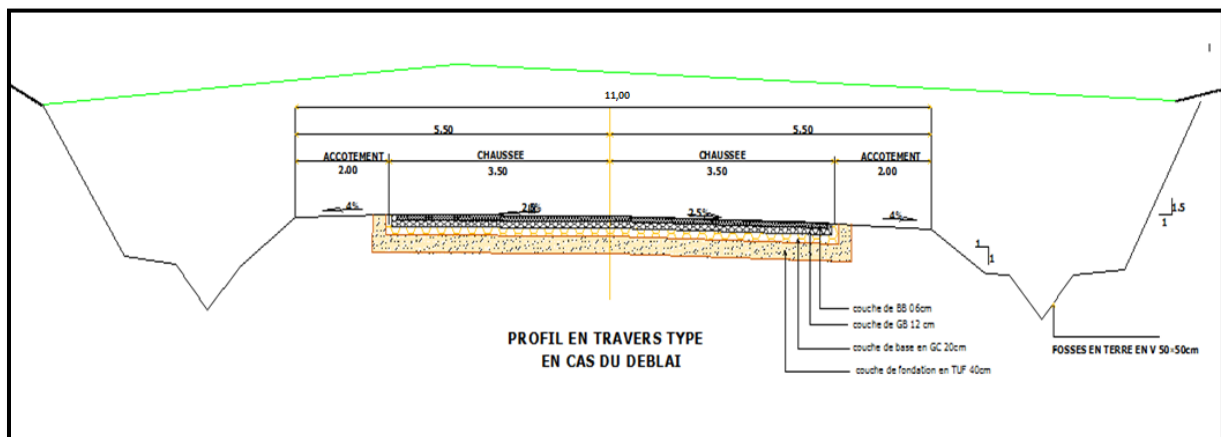 11,00
5.50 5.50
ACCOTEMENT CHAUSSEE CHAUSSEE ACCOTEMENT
2.00 3.50 3.50 2.00
4% 2.5% 2.5% 4%
1.5
1
1
1
couche de BB 06cm
couche de GB 12 cm
couche de base en GC 20cm
couche de fondation en TUF 40cm
PROFIL EN TRAVERS TYPE
EN CAS DU DEBLAI
FOSSES EN TERRE EN V 50×50cm